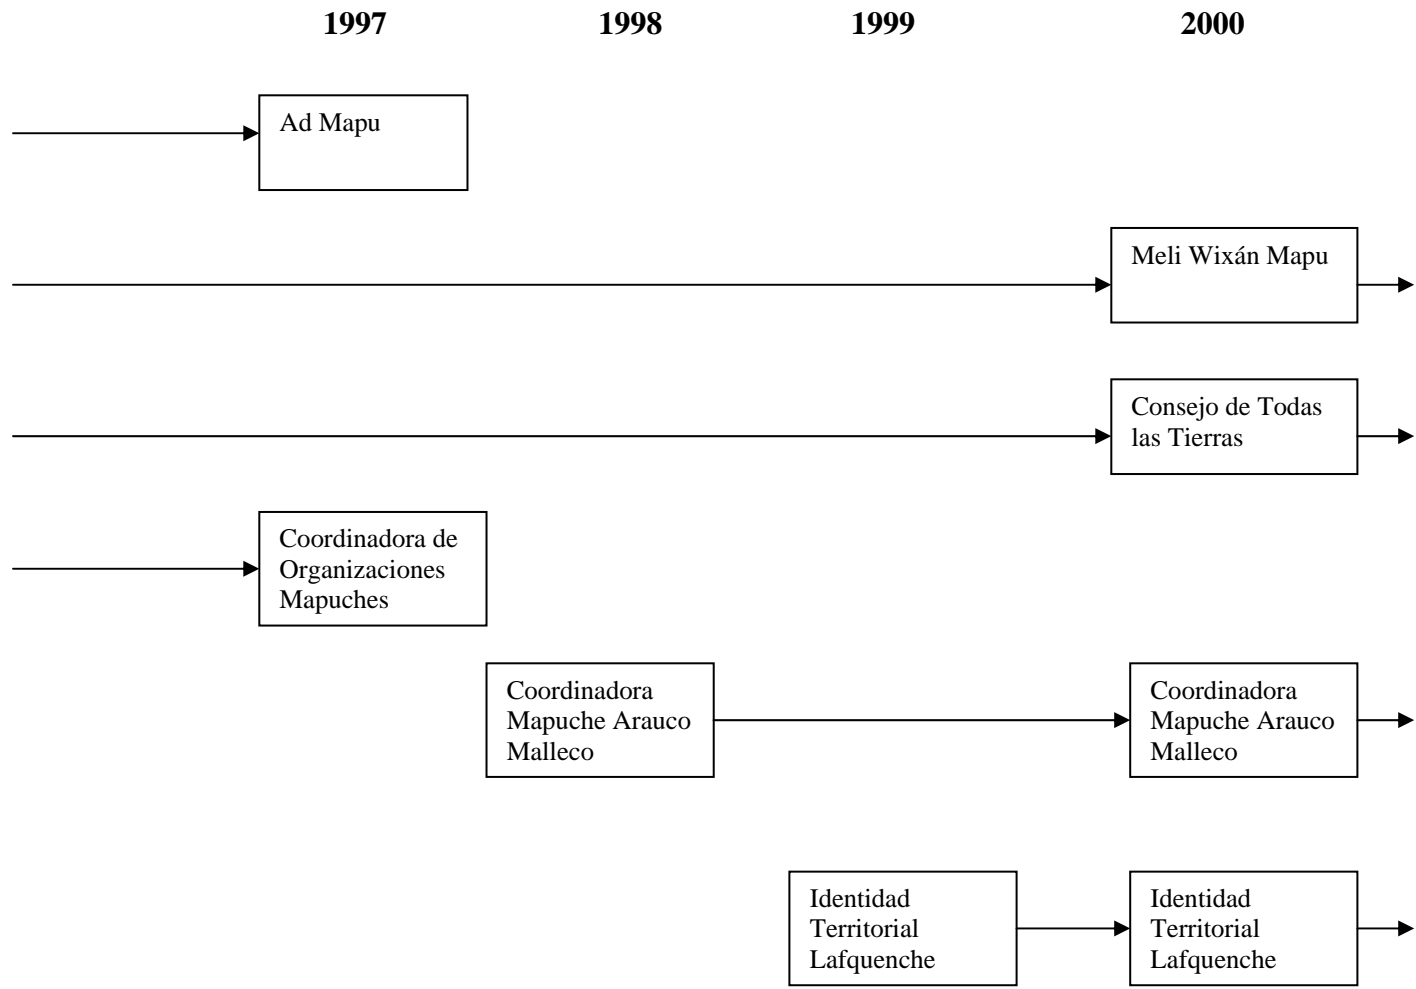 1997 1998 1999 2000
Ad Mapu
Meli Wixán Mapu
Consejo de Todas
las Tierras
Coordinadora de
Organizaciones
Mapuches
Coordinadora
Mapuche Arauco
Malleco
Coordinadora
Mapuche Arauco
Malleco
Identidad
Territorial
Lafquenche
Identidad
Territorial
Lafquenche